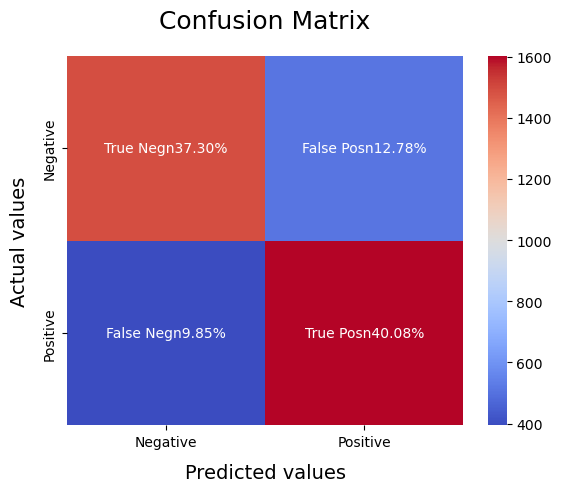 Confusion Matrix
Actual values
Negative
Positive
True Negn37.30%
False Posn12.78%
False Negn9.85%
True Posn40.08%
Negative
Positive
Predicted values
1600
1400
1200
1000
800
600
400